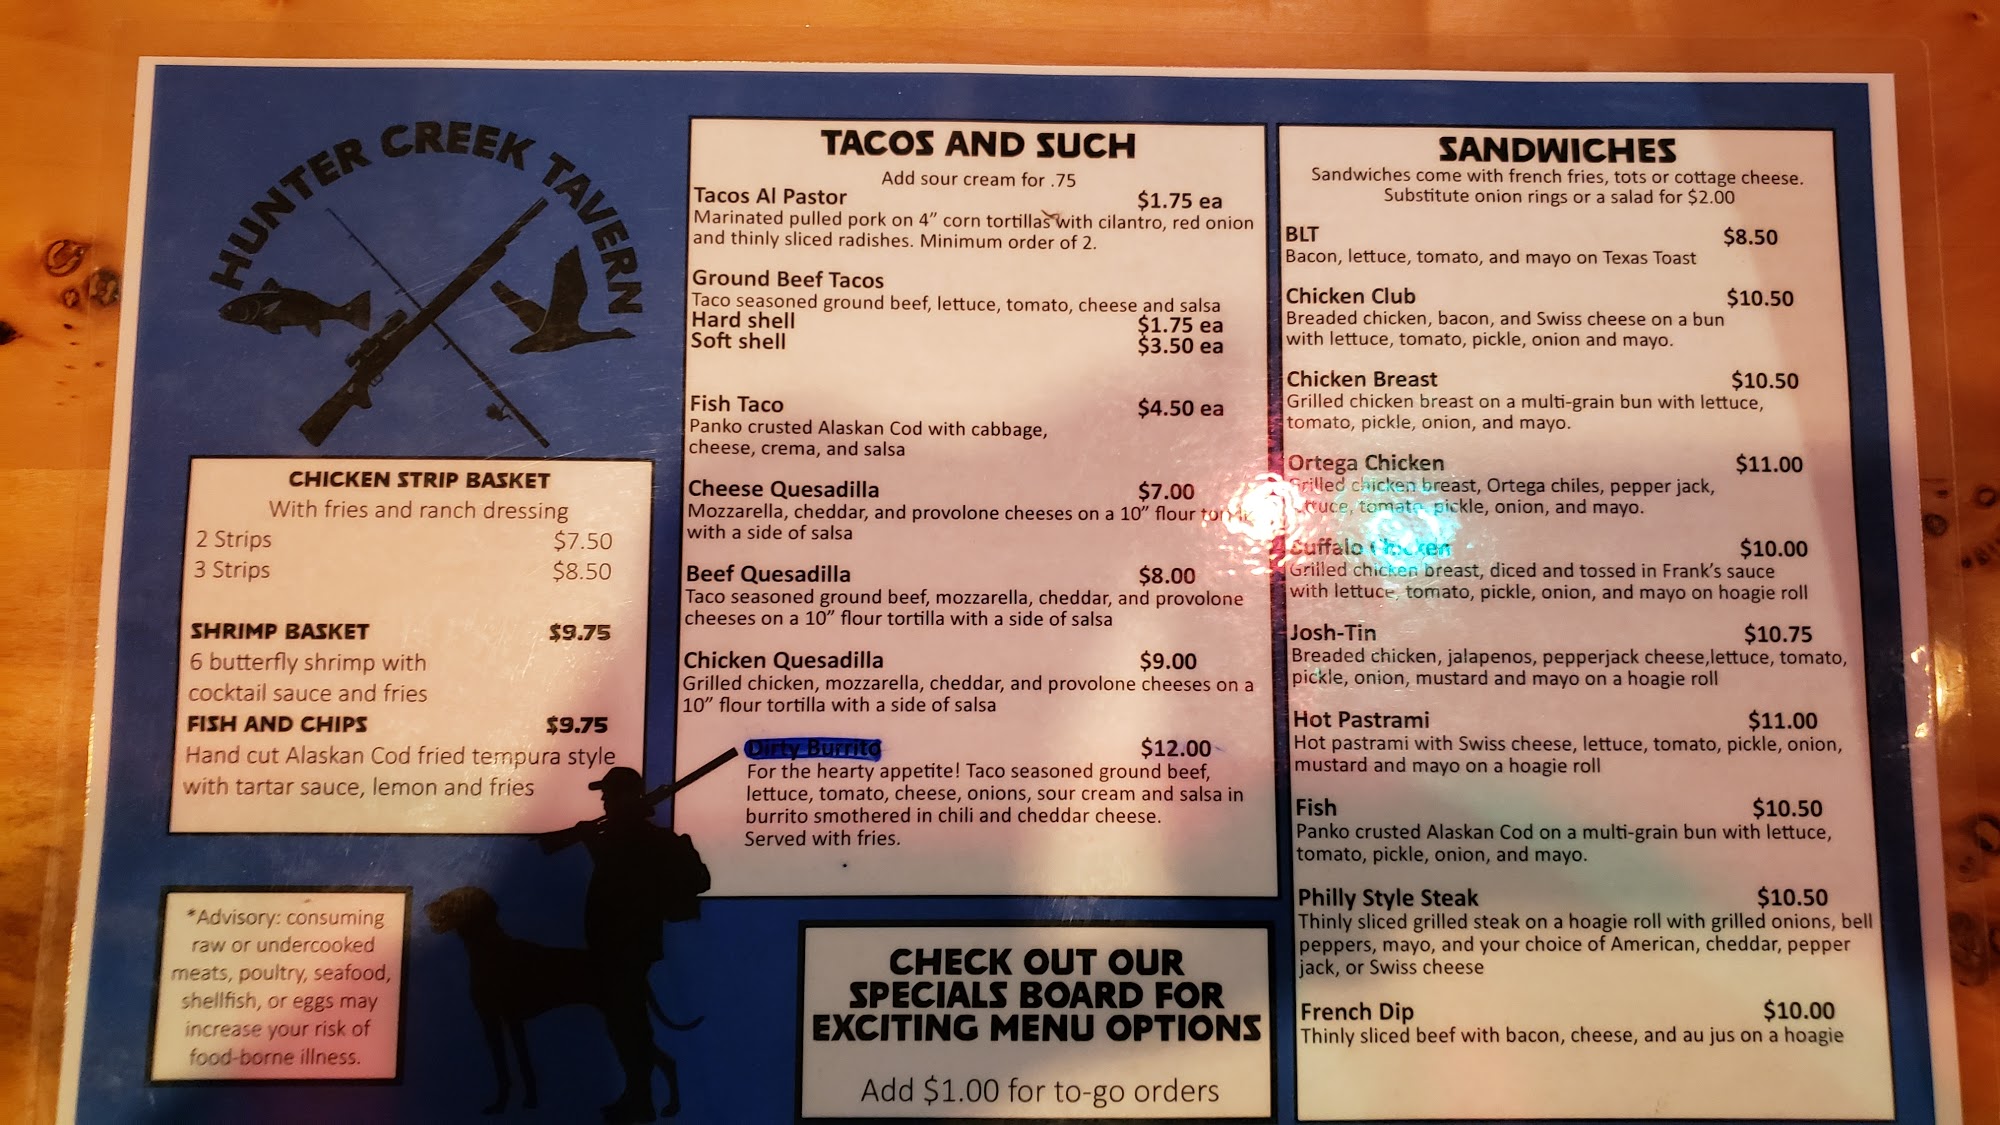 HUNTER CREEK TAVERN
CHICKEN STRIP BASKET
With fries and ranch dressing
2 Strips $7.50
3 Strips $8.50
SHRIMP BASKET $9.75
6 butterfly shrimp with
cocktail sauce and fries
FISH AND CHIPS $9.75
Hand cut Alaskan Cod fried tempura style
with tartar sauce, lemon and fries
*Advisory: consuming
raw or undercooked
meats, poultry, seafood,
shellfish, or eggs may
increase your risk of
food-borne illness.
TACOS AND SUCH
Add sour cream for .75
Tacos Al Pastor $1.75 ea
Marinated pulled pork on 4” corn tortillas with cilantro, red onion
and thinly sliced radishes. Minimum order of 2.
Ground Beef Tacos
Taco seasoned ground beef, lettuce, tomato, cheese and salsa
Hard shell $1.75 ea
Soft shell $3.50 ea
Fish Taco $4.50 ea
Panko crusted Alaskan Cod with cabbage,
cheese, crema, and salsa
Cheese Quesadilla $7.00
Mozzarella, cheddar, and provolone cheeses on a 10” flour
with a side of salsa
Beef Quesadilla $8.00
Taco seasoned ground beef, mozzarella, cheddar, and provolone
cheeses on a 10” flour tortilla with a side of salsa
Chicken Quesadilla $9.00
Grilled chicken, mozzarella, cheddar, and provolone cheeses on a
10” flour tortilla with a side of salsa
Dirty Burrito $12.00
For the hearty appetite! Taco seasoned ground beef,
lettuce, tomato, cheese, onions, sour cream and salsa in
burrito smothered in chili and cheddar cheese.
Served with fries.
CHECK OUT OUR
SPECIALS BOARD FOR
EXCITING MENU OPTIONS
Add $1.00 for to-go orders
SANDWICHES
Sandwiches come with french fries, tots or cottage cheese.
Substitute onion rings or a salad for $2.00
BLT $8.50
Bacon, lettuce, tomato, and mayo on Texas Toast
Chicken Club $10.50
Breaded chicken, bacon, and Swiss cheese on a bun
with lettuce, tomato, pickle, onion and mayo.
Chicken Breast $10.50
Grilled chicken breast on a multi-grain bun with lettuce,
tomato, pickle, onion, and mayo.
Ortega Chicken $11.00
Grilled chicken breast, Ortega chiles, pepper jack,
lettuce, tomato, pickle, onion, and mayo.
Buffalo Chicken $10.00
Grilled chicken breast, diced and tossed in Frank's sauce
with lettuce, tomato, pickle, onion, and mayo on hoagie roll
Josh-Tin $10.75
Breaded chicken, jalapenos, pepperjack cheese,lettuce, tomato,
pickle, onion, mustard and mayo on a hoagie roll
Hot Pastrami $11.00
Hot pastrami with Swiss cheese, lettuce, tomato, pickle, onion,
mustard and mayo on a hoagie roll
Fish $10.50
Panko crusted Alaskan Cod on a multi-grain bun with lettuce,
tomato, pickle, onion, and mayo.
Philly Style Steak $10.50
Thinly sliced grilled steak on a hoagie roll with grilled onions, bell
peppers, mayo, and your choice of American, cheddar, pepper
jack, or Swiss cheese
French Dip $10.00
Thinly sliced beef with bacon, cheese, and au jus on a hoagie